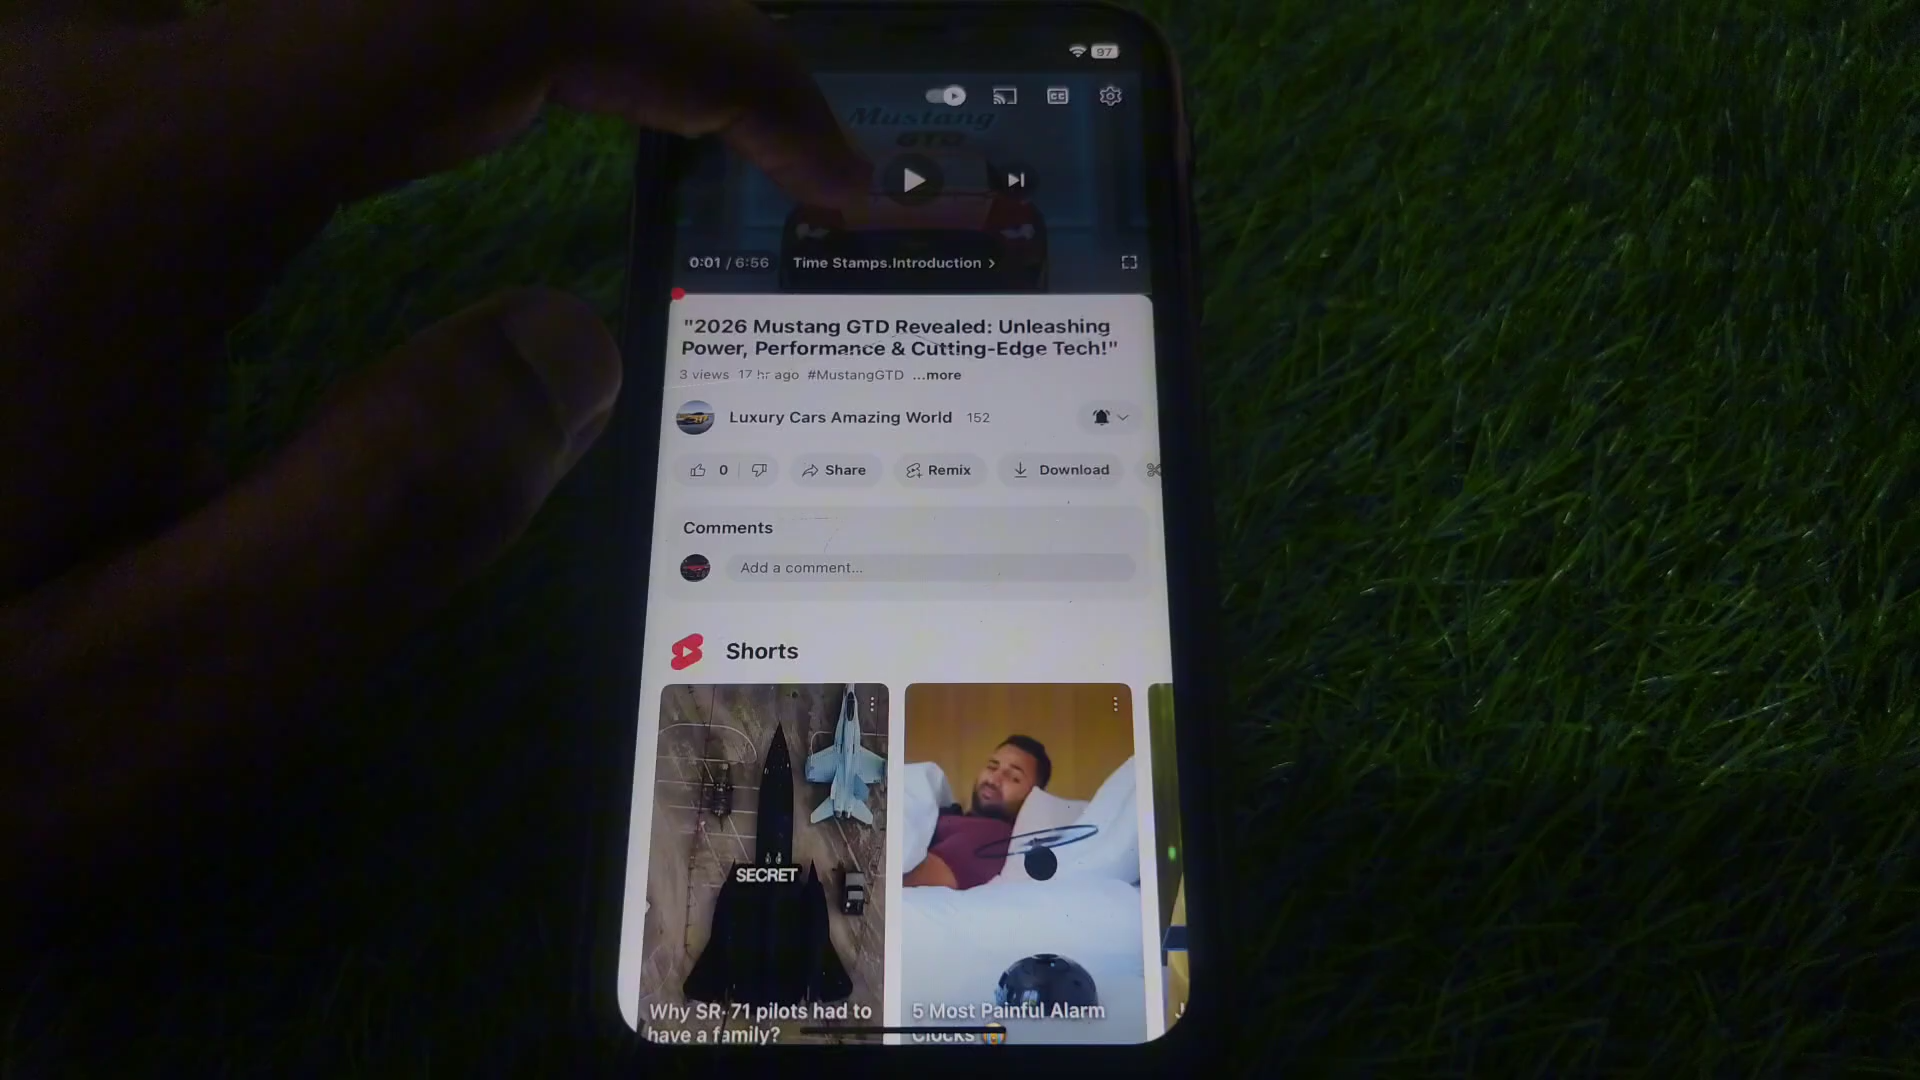 97
CC
Mustang
GTD
0:01 / 6:56 Time Stamps.Introduction >
"2026 Mustang GTD Revealed: Unleashing
Power, Performance & Cutting-Edge Tech!"
3 views 17 hr ago #MustangGTD ...more
Luxury Cars Amazing World 152
0 Share Remix Download
Comments
Add a comment...
Shorts
SECRET
Why SR-71 pilots had to
have a family?
5 Most Painful Alarm
Clocks 😭
J